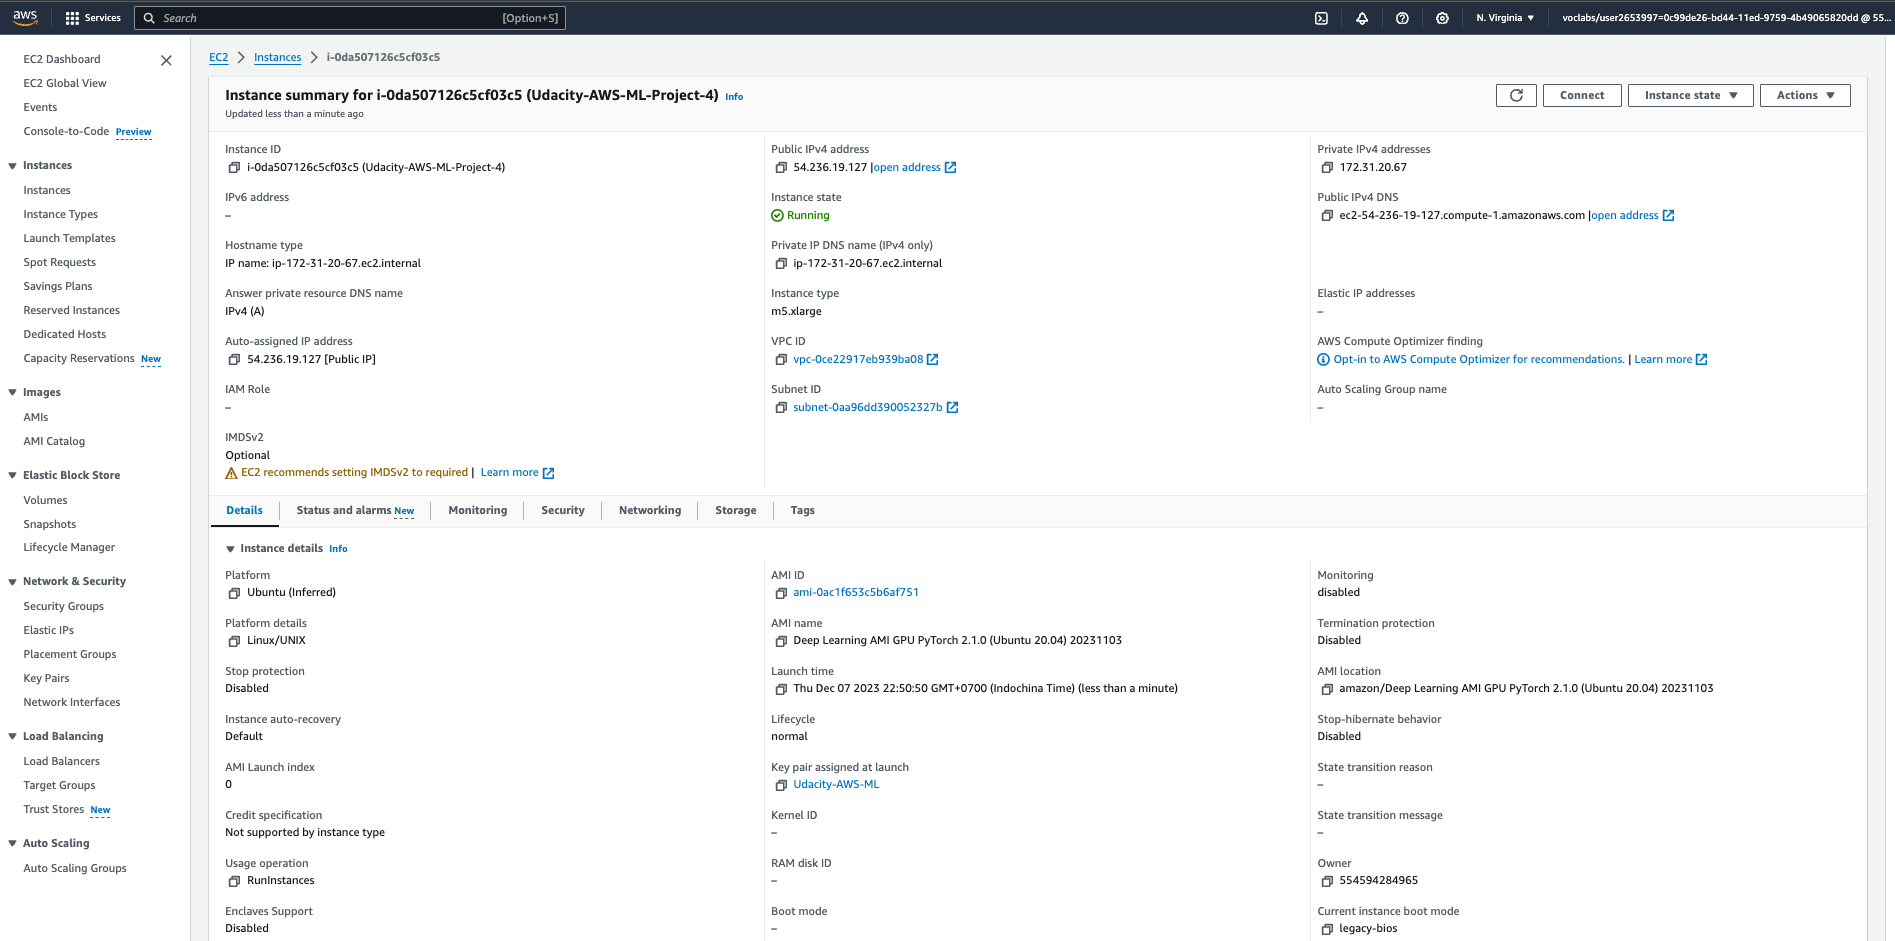 aws
Services
Search
[Option+S]
N. Virginia
voclabs/user2653997=0c99de26-bd44-11ed-9759-4b49065820dd @ 55...
EC2 Dashboard
EC2 Global View
Events
Console-to-Code Preview
Instances
Instances
Instance Types
Launch Templates
Spot Requests
Savings Plans
Reserved Instances
Dedicated Hosts
Capacity Reservations New
Images
AMIs
AMI Catalog
Elastic Block Store
Volumes
Snapshots
Lifecycle Manager
Network & Security
Security Groups
Elastic IPs
Placement Groups
Key Pairs
Network Interfaces
Load Balancing
Load Balancers
Target Groups
Trust Stores New
Auto Scaling
Auto Scaling Groups
EC2 > Instances > i-0da507126c5cf03c5
Instance summary for i-0da507126c5cf03c5 (Udacity-AWS-ML-Project-4) Info
Updated less than a minute ago
Connect
Instance state
Actions
Instance ID
i-0da507126c5cf03c5 (Udacity-AWS-ML-Project-4)
IPv6 address
–
Hostname type
IP name: ip-172-31-20-67.ec2.internal
Answer private resource DNS name
IPv4 (A)
Auto-assigned IP address
54.236.19.127 [Public IP]
IAM Role
–
IMDSv2
Optional
EC2 recommends setting IMDSv2 to required | Learn more
Public IPv4 address
54.236.19.127 |open address
Instance state
Running
Private IP DNS name (IPv4 only)
ip-172-31-20-67.ec2.internal
Instance type
m5.xlarge
VPC ID
vpc-0ce22917eb939ba08
Subnet ID
subnet-0aa96dd390052327b
Private IPv4 addresses
172.31.20.67
Public IPv4 DNS
ec2-54-236-19-127.compute-1.amazonaws.com |open address
Elastic IP addresses
–
AWS Compute Optimizer finding
Opt-in to AWS Compute Optimizer for recommendations. | Learn more
Auto Scaling Group name
–
Details
Status and alarms New
Monitoring
Security
Networking
Storage
Tags
Instance details Info
Platform
Ubuntu (Inferred)
Platform details
Linux/UNIX
Stop protection
Disabled
Instance auto-recovery
Default
AMI Launch index
0
Credit specification
Not supported by instance type
Usage operation
RunInstances
Enclaves Support
Disabled
AMI ID
ami-0ac1f653c5b6af751
AMI name
Deep Learning AMI GPU PyTorch 2.1.0 (Ubuntu 20.04) 20231103
Launch time
Thu Dec 07 2023 22:50:50 GMT+0700 (Indochina Time) (less than a minute)
Lifecycle
normal
Key pair assigned at launch
Udacity-AWS-ML
Kernel ID
–
RAM disk ID
–
Boot mode
–
Monitoring
disabled
Termination protection
Disabled
AMI location
amazon/Deep Learning AMI GPU PyTorch 2.1.0 (Ubuntu 20.04) 20231103
Stop-hibernate behavior
Disabled
State transition reason
–
State transition message
–
Owner
554594284965
Current instance boot mode
legacy-bios